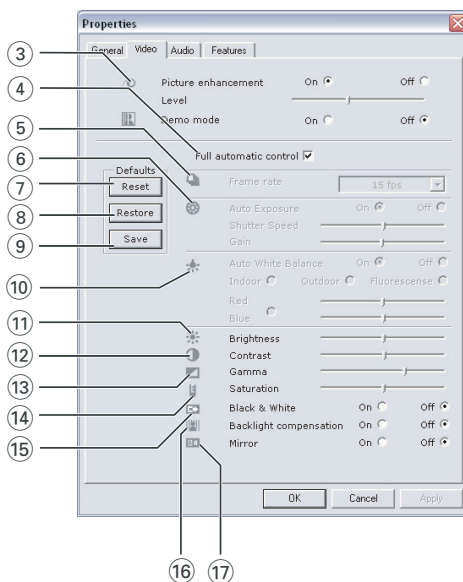 Properties
General Video Audio Features
③
Picture enhancement On Off
④
Level
Demo mode On Off
⑤
Full automatic control
⑥
Defaults
Frame rate 15 fps
⑦
Reset
Auto Exposure On Off
⑧
Restore
Shutter Speed
⑨
Save
Gain
⑩
Auto White Balance On Off
Indoor Outdoor Fluorescense
Red
Blue
⑪
Brightness
⑫
Contrast
⑬
Gamma
⑭
Saturation
⑮
Black & White On Off
Backlight compensation On Off
Mirror On Off
OK Cancel Apply
⑯ ⑰